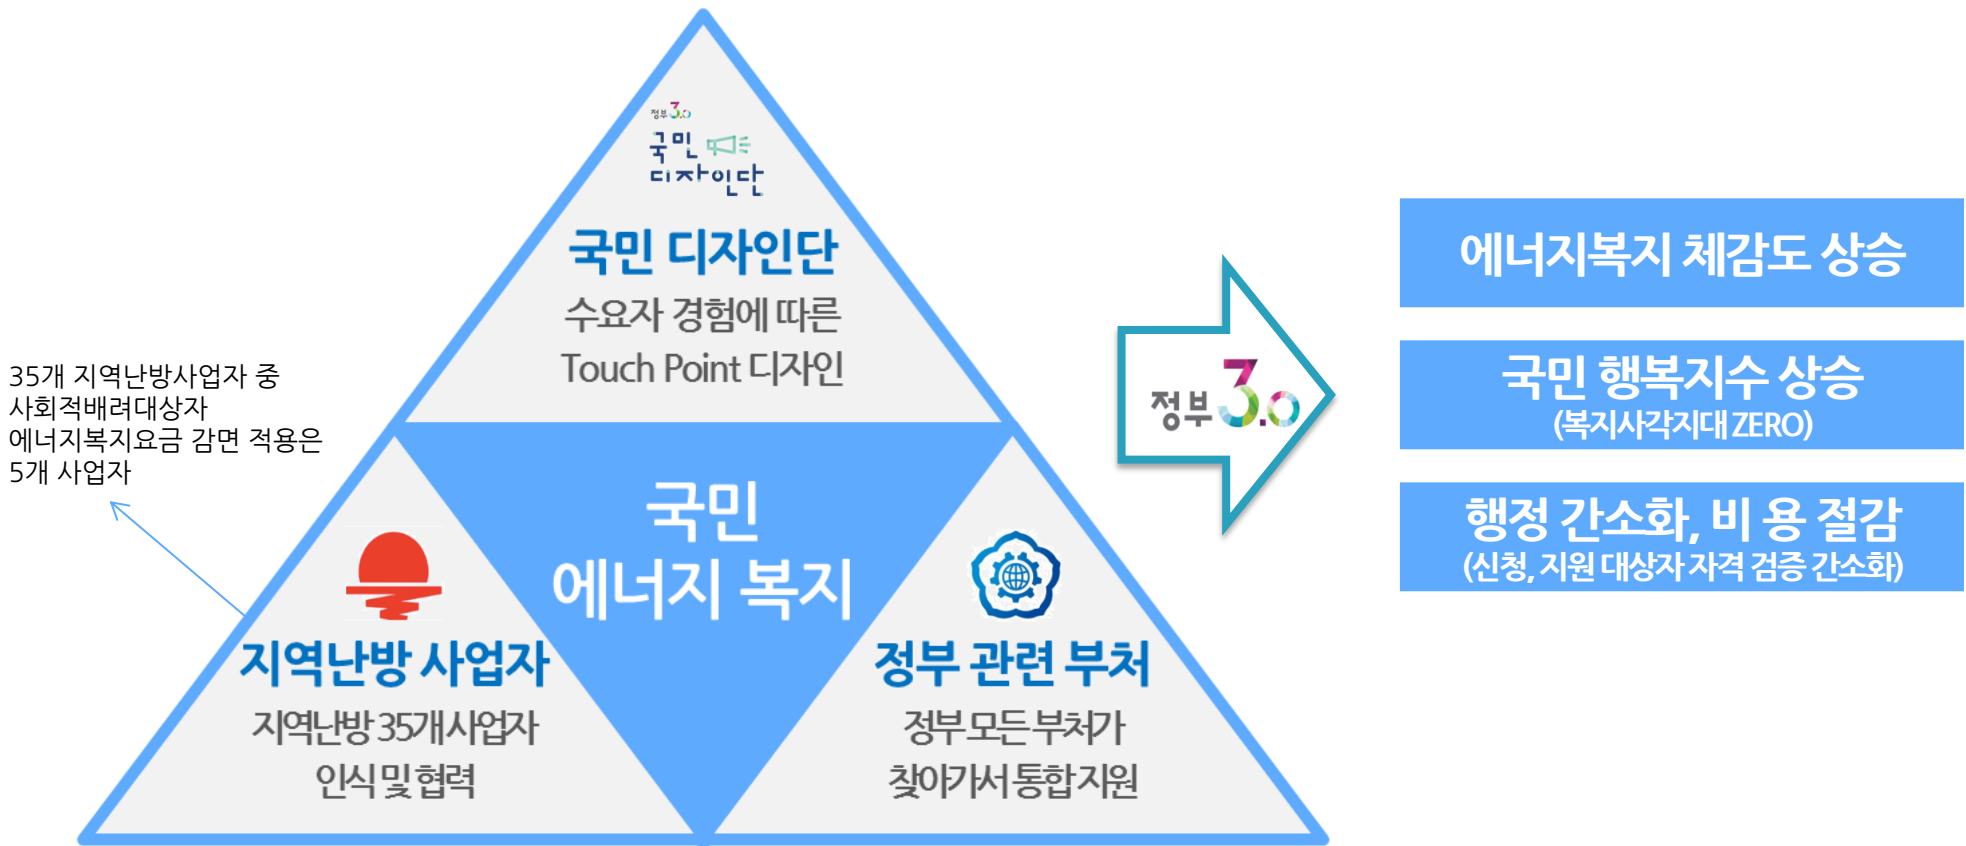 정부3.0
국민
디자인단
국민 디자인단
수요자 경험에 따른
Touch Point 디자인
35개 지역난방사업자 중
사회적배려대상자
에너지복지요금 감면 적용은
5개 사업자
국민
에너지 복지
지역난방 사업자
지역난방 35개 사업자
인식 및 협력
정부 관련 부처
정부 모든 부처가
찾아가서 통합 지원
정부3.0
에너지복지 체감도 상승
국민 행복지수 상승
(복지사각지대 ZERO)
행정 간소화, 비 용 절감
(신청, 지원 대상자 자격 검증 간소화)